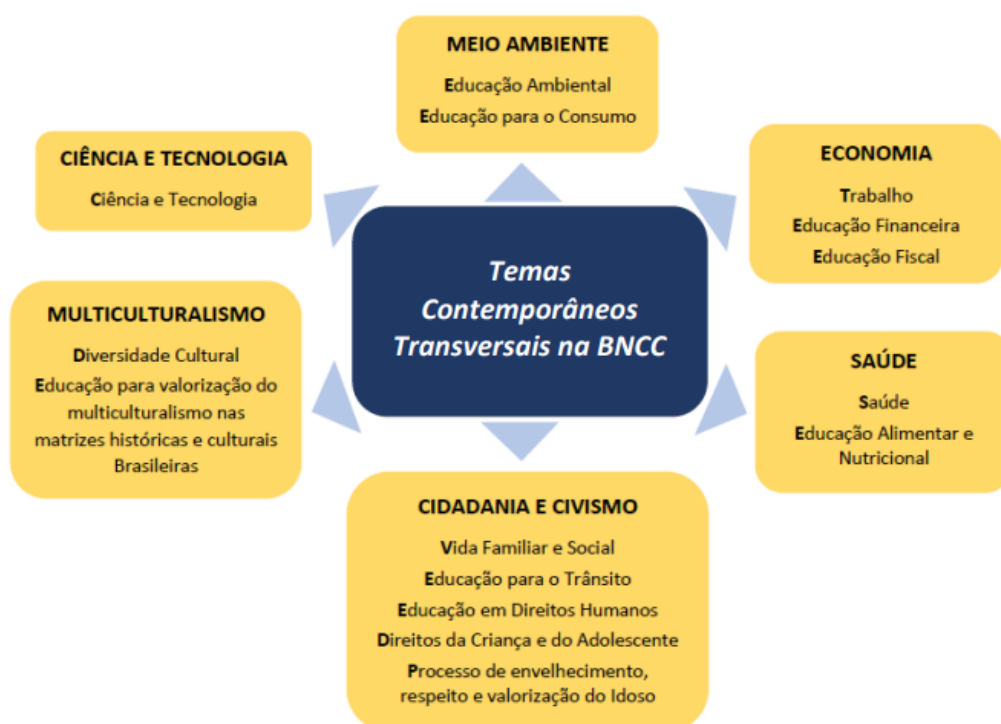 MEIO AMBIENTE
Educação Ambiental
Educação para o Consumo
CIÊNCIA E TECNOLOGIA
Ciência e Tecnologia
ECONOMIA
Trabalho
Educação Financeira
Educação Fiscal
Temas
Contemporâneos
Transversais na BNCC
MULTICULTURALISMO
Diversidade Cultural
Educação para valorização do
multiculturalismo nas
matrizes históricas e culturais
Brasileiras
SAÚDE
Saúde
Educação Alimentar e
Nutricional
CIDADANIA E CIVISMO
Vida Familiar e Social
Educação para o Trânsito
Educação em Direitos Humanos
Direitos da Criança e do Adolescente
Processo de envelhecimento,
respeito e valorização do Idoso